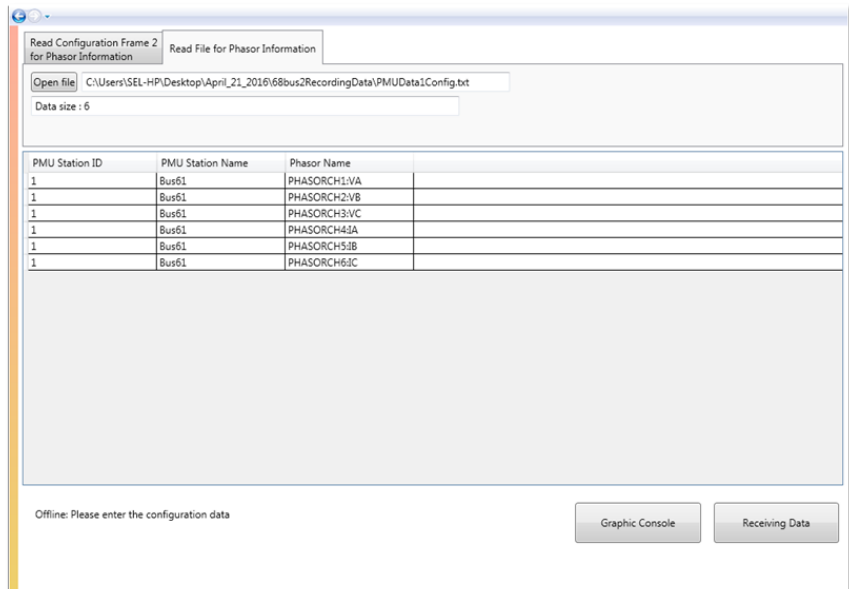 Read Configuration Frame 2
for Phasor Information
Read File for Phasor Information
Open file C:\Users\SEL-HP\Desktop\April_21_2016\68bus2RecordingData\PMUData1Config.txt
Data size : 6
PMU Station ID PMU Station Name Phasor Name
1 Bus61 PHASORCH1:VA
1 Bus61 PHASORCH2:VB
1 Bus61 PHASORCH3:VC
1 Bus61 PHASORCH4:IA
1 Bus61 PHASORCH5:IB
1 Bus61 PHASORCH6:IC
Offline: Please enter the configuration data
Graphic Console Receiving Data